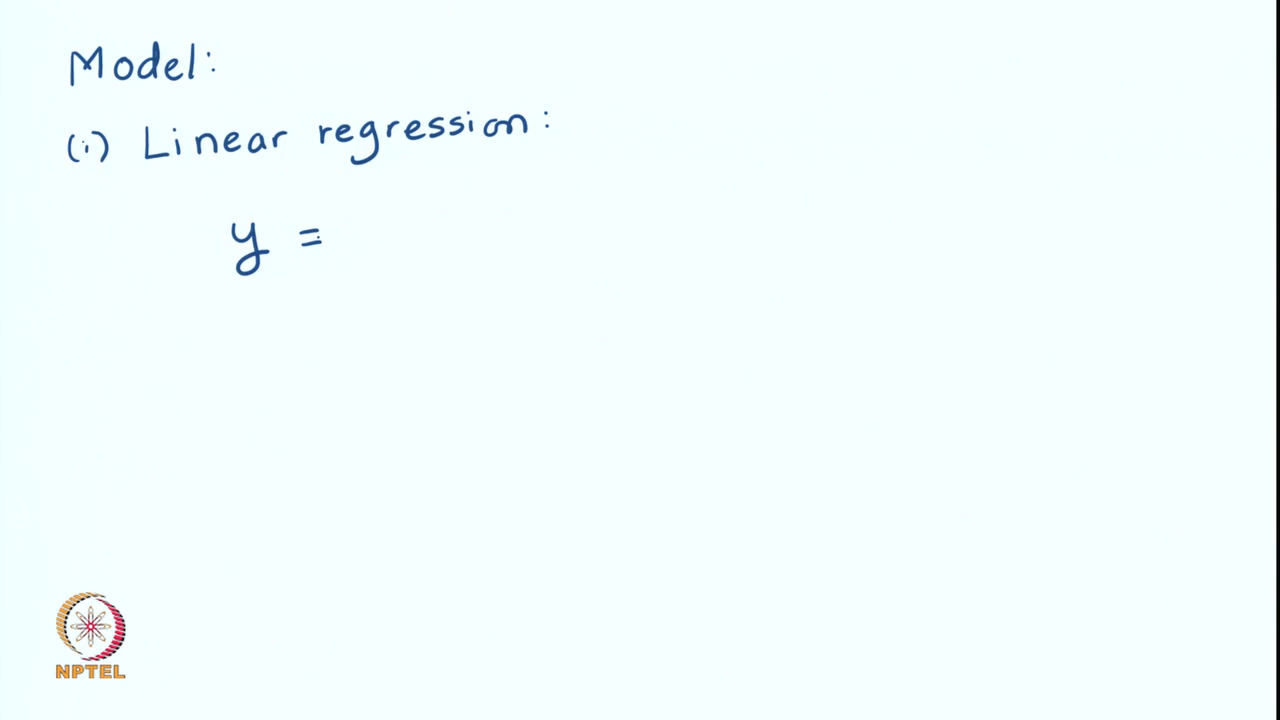 Model:
(i) Linear regression:
y =
NPTEL